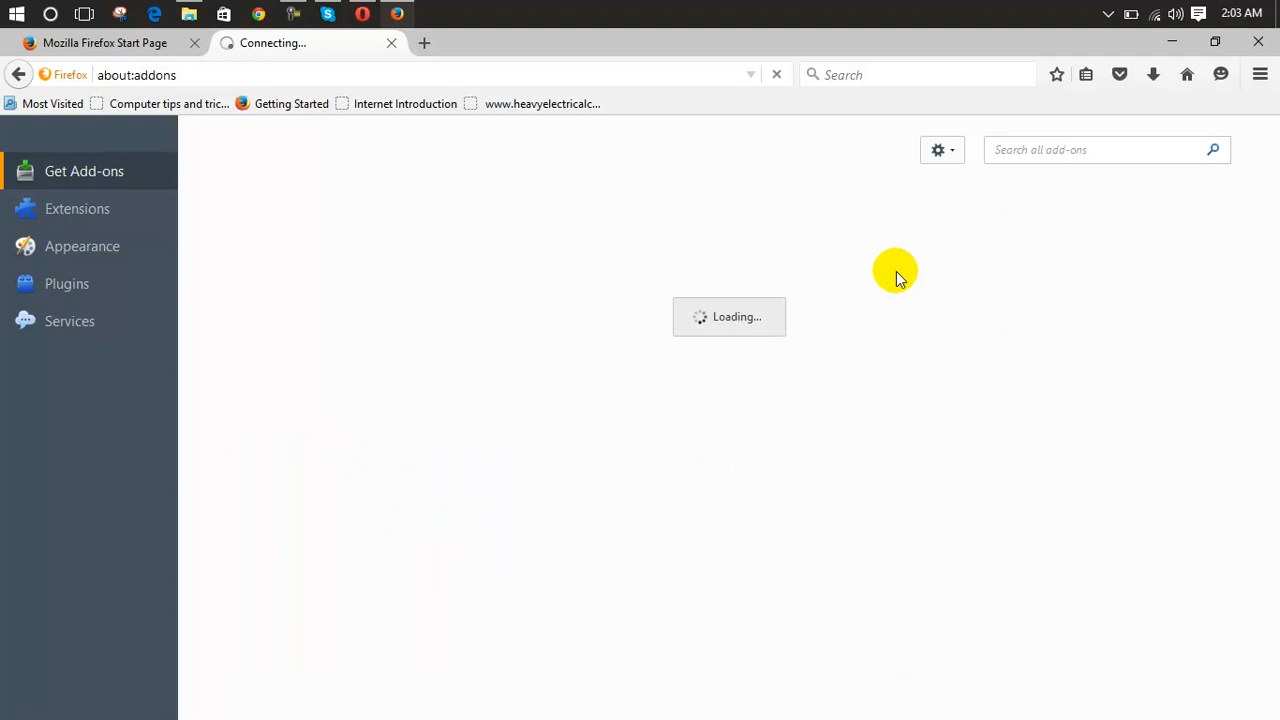 2:03 AM
Mozilla Firefox Start Page
Connecting...
Firefox
about:addons
Search
Most Visited
Computer tips and tric...
Getting Started
Internet Introduction
www.heavyelectricalc...
Get Add-ons
Search all add-ons
Extensions
Appearance
Plugins
Loading...
Services